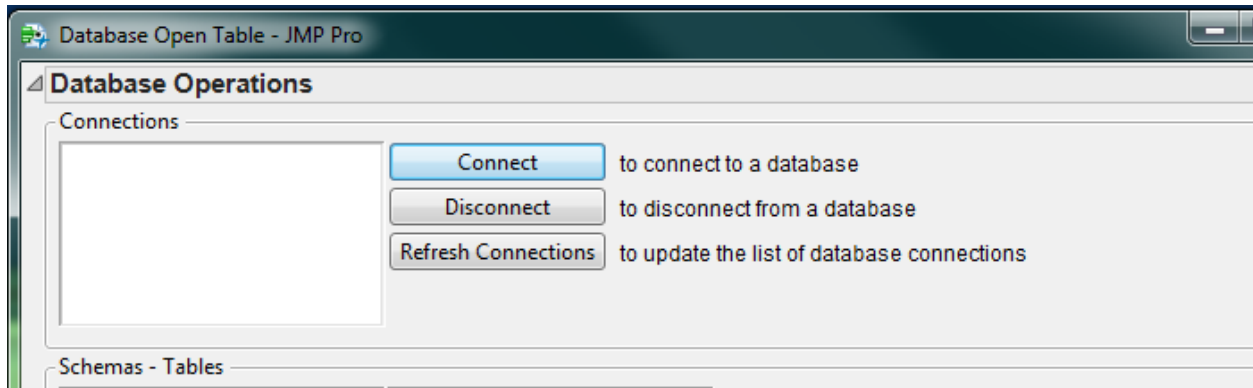 Database Open Table - JMP Pro
Database Operations
Connections
Connect to connect to a database
Disconnect to disconnect from a database
Refresh Connections to update the list of database connections
Schemas - Tables